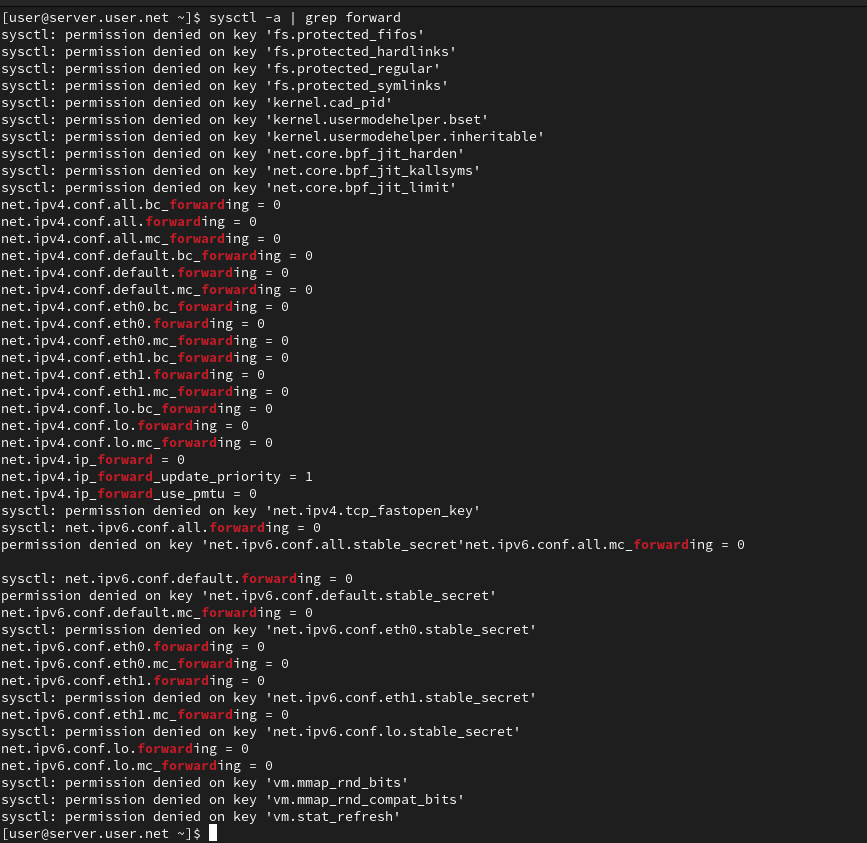 [user@server.user.net ~]$ sysctl -a | grep forward
sysctl: permission denied on key 'fs.protected_fifos'
sysctl: permission denied on key 'fs.protected_hardlinks'
sysctl: permission denied on key 'fs.protected_regular'
sysctl: permission denied on key 'fs.protected_symlinks'
sysctl: permission denied on key 'kernel.cad_pid'
sysctl: permission denied on key 'kernel.usermodehelper.bset'
sysctl: permission denied on key 'kernel.usermodehelper.inheritable'
sysctl: permission denied on key 'net.core.bpf_jit_harden'
sysctl: permission denied on key 'net.core.bpf_jit_kallsyms'
sysctl: permission denied on key 'net.core.bpf_jit_limit'
net.ipv4.conf.all.bc_forwarding = 0
net.ipv4.conf.all.forwarding = 0
net.ipv4.conf.all.mc_forwarding = 0
net.ipv4.conf.default.bc_forwarding = 0
net.ipv4.conf.default.forwarding = 0
net.ipv4.conf.default.mc_forwarding = 0
net.ipv4.conf.eth0.bc_forwarding = 0
net.ipv4.conf.eth0.forwarding = 0
net.ipv4.conf.eth0.mc_forwarding = 0
net.ipv4.conf.eth1.bc_forwarding = 0
net.ipv4.conf.eth1.forwarding = 0
net.ipv4.conf.eth1.mc_forwarding = 0
net.ipv4.conf.lo.bc_forwarding = 0
net.ipv4.conf.lo.forwarding = 0
net.ipv4.conf.lo.mc_forwarding = 0
net.ipv4.ip_forward = 0
net.ipv4.ip_forward_update_priority = 1
net.ipv4.ip_forward_use_pmtu = 0
sysctl: permission denied on key 'net.ipv4.tcp_fastopen_key'
sysctl: net.ipv6.conf.all.forwarding = 0
permission denied on key 'net.ipv6.conf.all.stable_secret'net.ipv6.conf.all.mc_forwarding = 0

sysctl: net.ipv6.conf.default.forwarding = 0
permission denied on key 'net.ipv6.conf.default.stable_secret'
net.ipv6.conf.default.mc_forwarding = 0
sysctl: permission denied on key 'net.ipv6.conf.eth0.stable_secret'
net.ipv6.conf.eth0.forwarding = 0
net.ipv6.conf.eth0.mc_forwarding = 0
net.ipv6.conf.eth1.forwarding = 0
sysctl: permission denied on key 'net.ipv6.conf.eth1.stable_secret'
net.ipv6.conf.eth1.mc_forwarding = 0
sysctl: permission denied on key 'net.ipv6.conf.lo.stable_secret'
net.ipv6.conf.lo.forwarding = 0
net.ipv6.conf.lo.mc_forwarding = 0
sysctl: permission denied on key 'vm.mmap_rnd_bits'
sysctl: permission denied on key 'vm.mmap_rnd_compat_bits'
sysctl: permission denied on key 'vm.stat_refresh'
[user@server.user.net ~]$